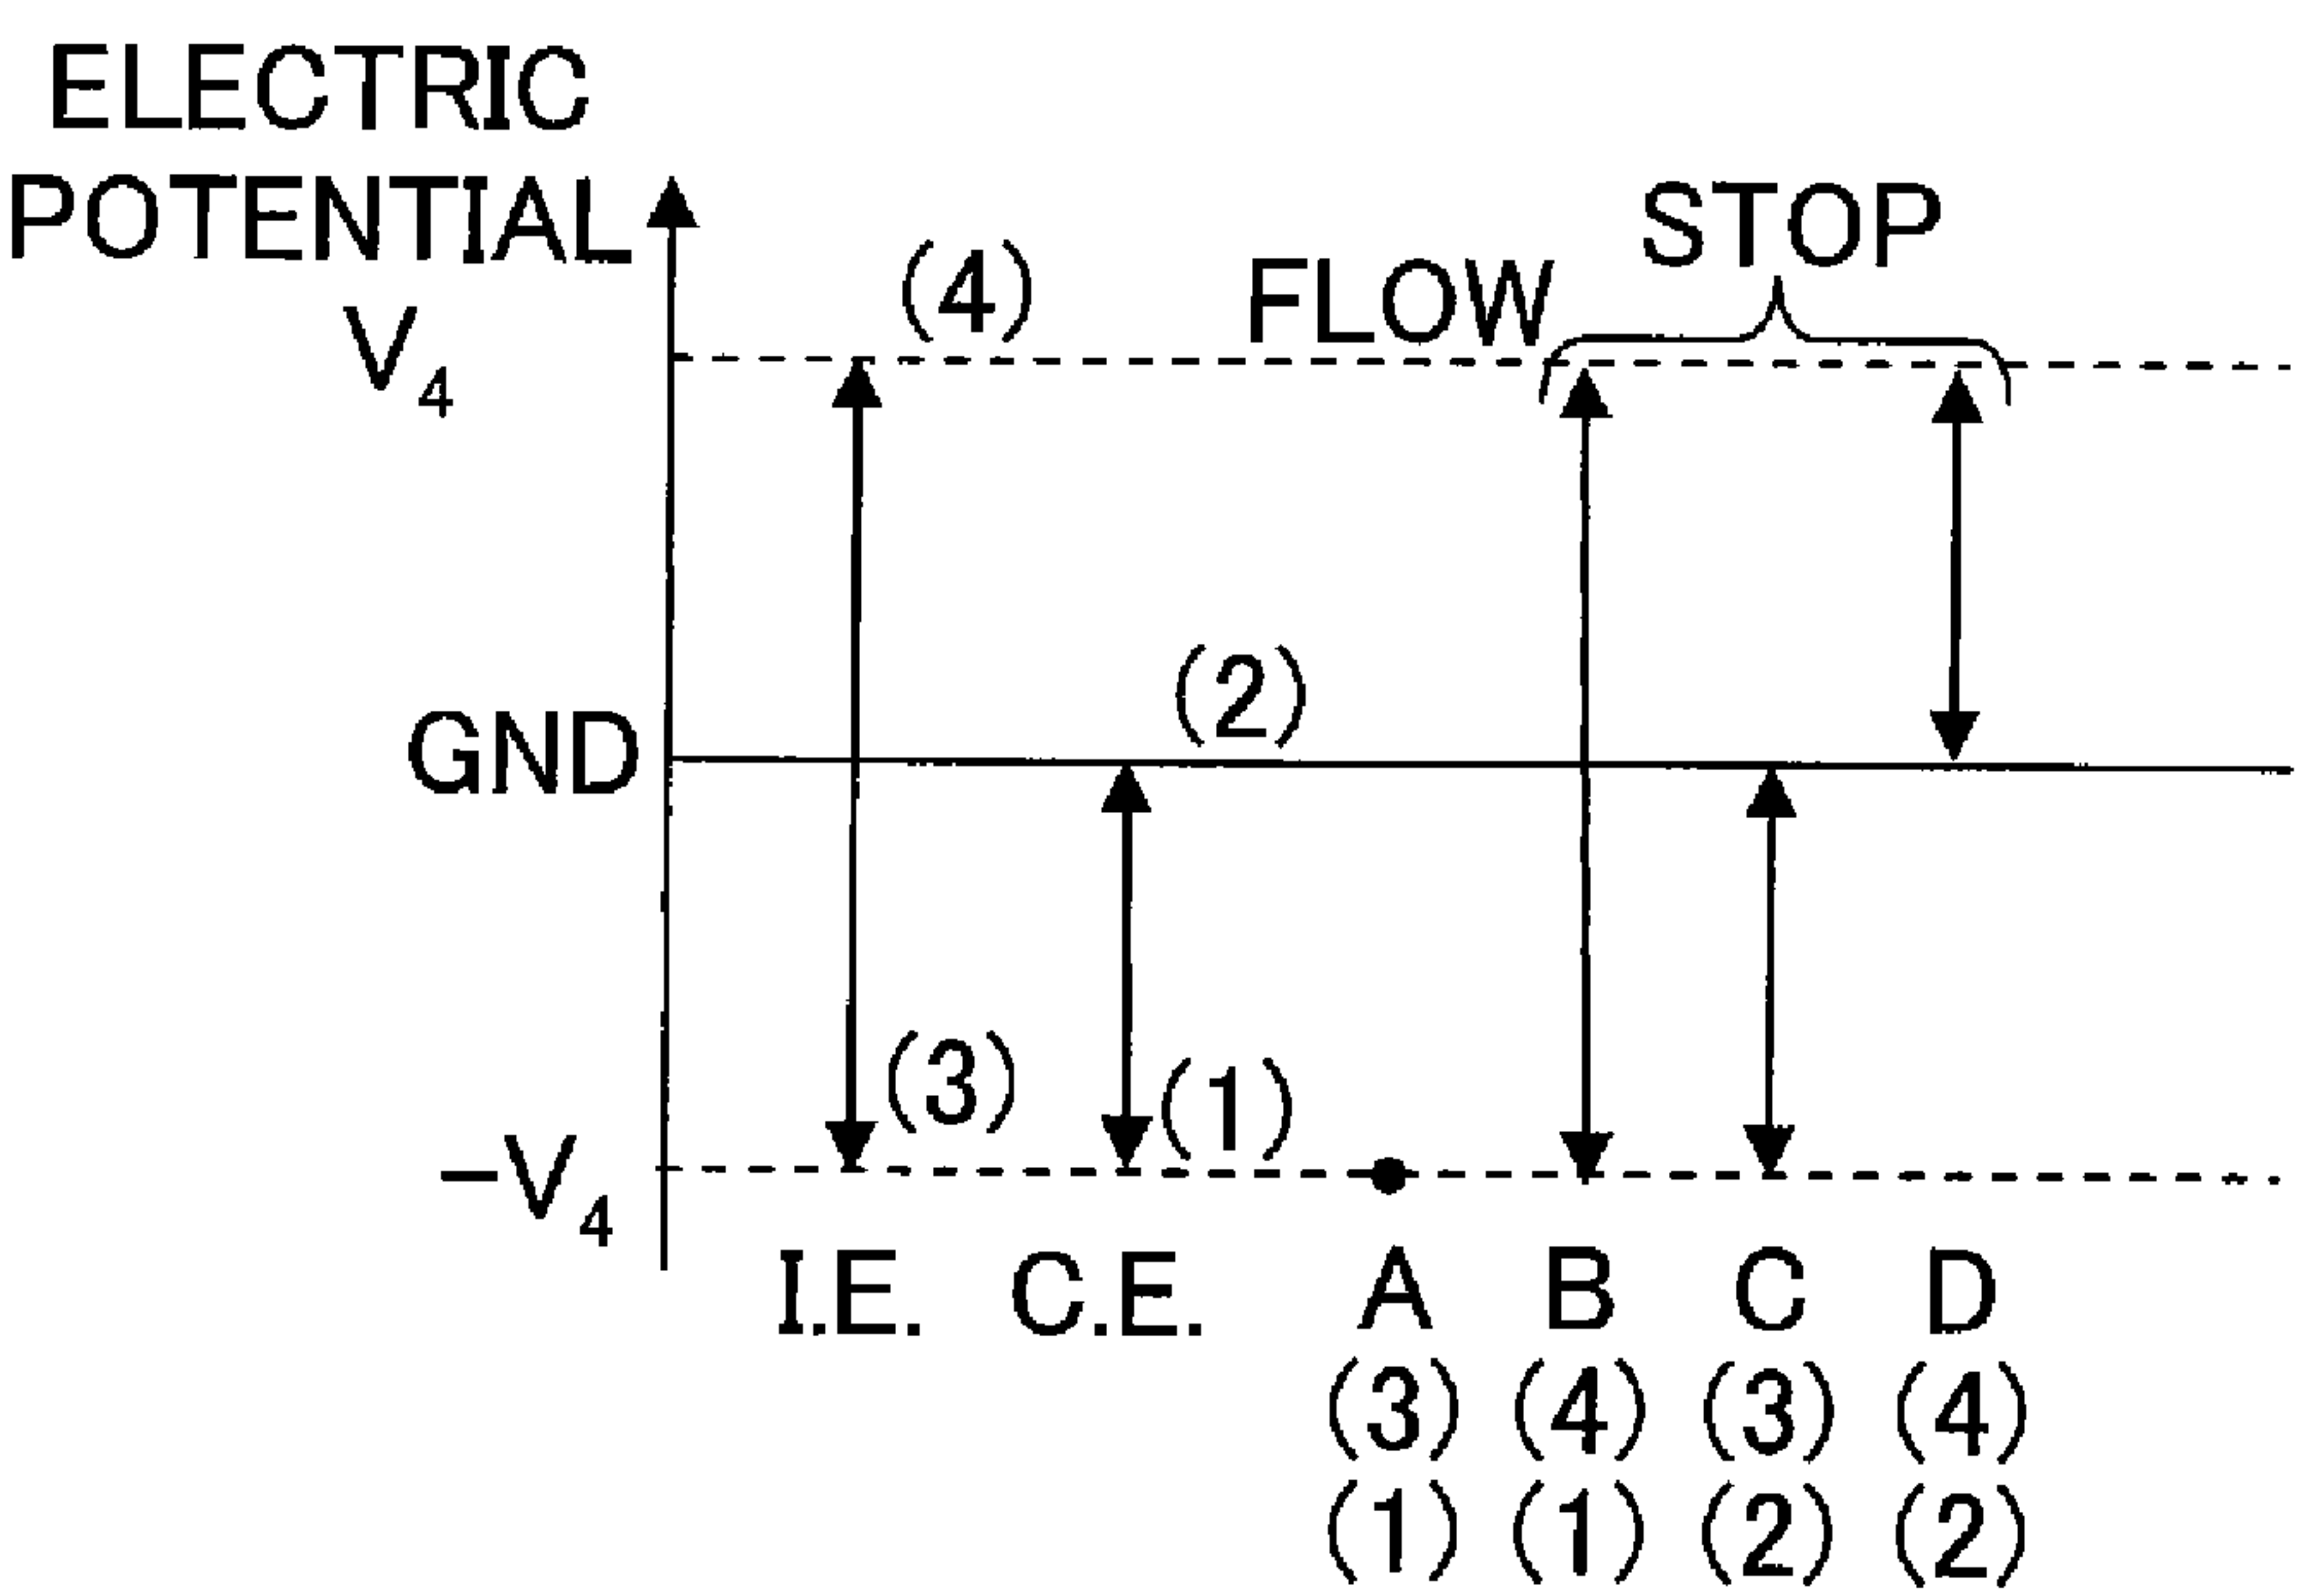 ELECTRIC
POTENTIAL
STOP
(4)
FLOW
V4
(2)
GND
(3)
(1)
−V4
I.E. C.E. A B C D
(3) (4) (3) (4)
(1) (1) (2) (2)